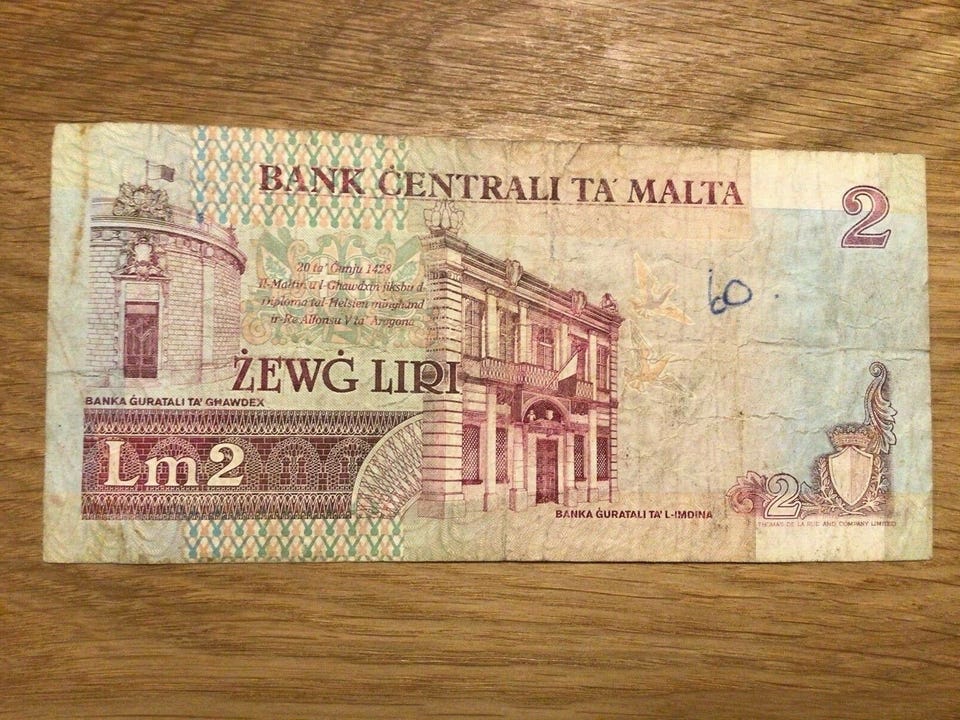 BANK ĊENTRALI TA' MALTA
2
20 ta' Ġunju 1428
il-Maltin u l-Għawdxin jiksbu d-
diploma tal-Ħelsien mingħand
ir-Re Alfonsu V ta' Aragona
60.
ŻEWĠ LIRI
BANKA ĠURATALI TA' GĦAWDEX
Lm2
BANKA ĠURATALI TA' L-IMDINA
2
THOMAS DE LA RUE AND COMPANY LIMITED